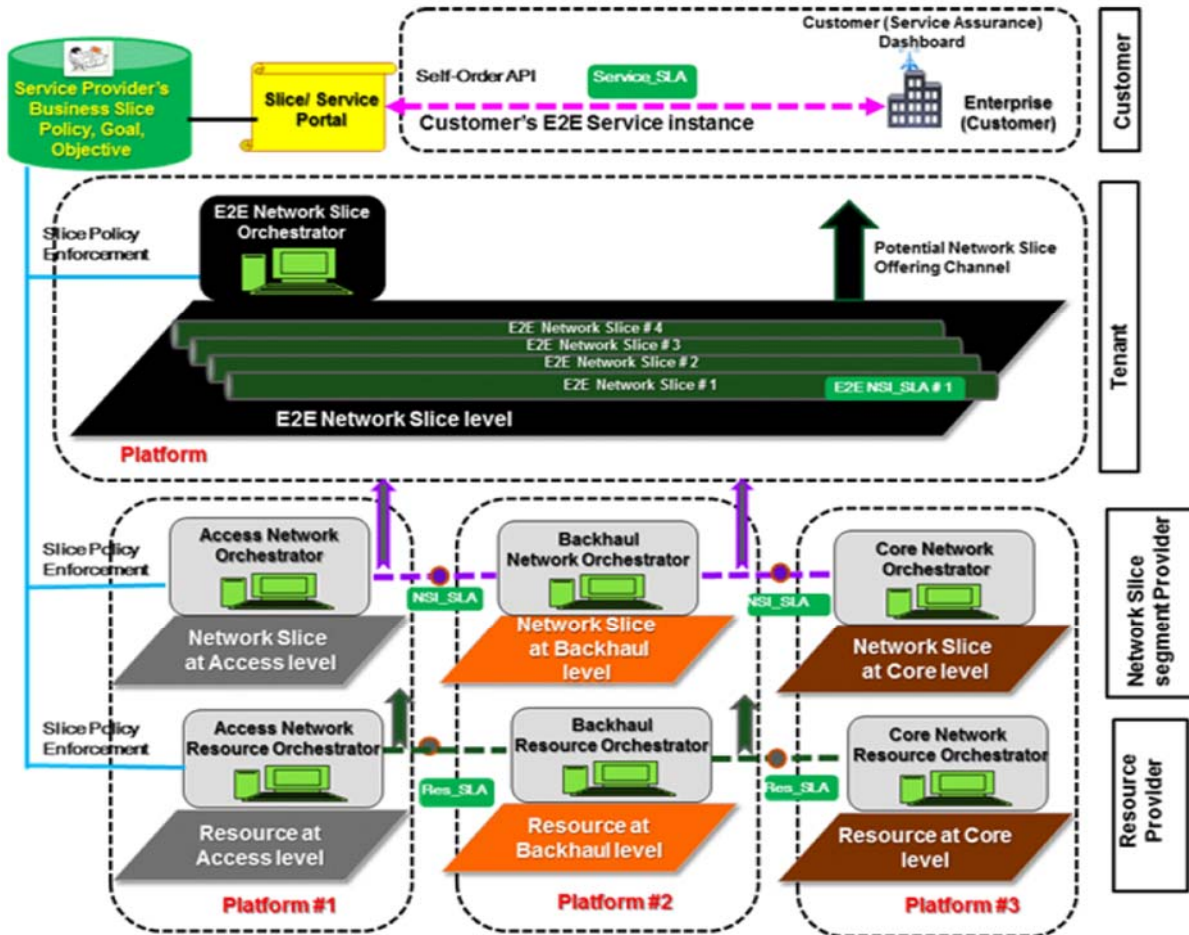 Service Provider's
Business Slice
Policy, Goal,
Objective
Slice/ Service
Portal
Self-Order API
Service_SLA
Customer's E2E Service instance
Customer (Service Assurance)
Dashboard
Enterprise
(Customer)
Customer
Slice Policy
Enforcement
E2E Network Slice
Orchestrator
Potential Network Slice
Offering Channel
E2E Network Slice # 4
E2E Network Slice # 3
E2E Network Slice #2
E2E Network Slice #1
E2E NSI_SLA # 1
E2E Network Slice level
Platform
Tenant
Slice Policy
Enforcement
Access Network
Orchestrator
NSI_SLA
Backhaul
Network Orchestrator
NSI_SLA
Core Network
Orchestrator
Network Slice
at Access level
Network Slice
at Backhaul
level
Network Slice
at Core level
Network Slice
segment Provider
Slice Policy
Enforcement
Access Network
Resource Orchestrator
Res_SLA
Backhaul
Resource Orchestrator
Res_SLA
Core Network
Resource Orchestrator
Resource at
Access level
Resource at
Backhaul level
Resource at Core
level
Resource
Provider
Platform #1
Platform #2
Platform #3